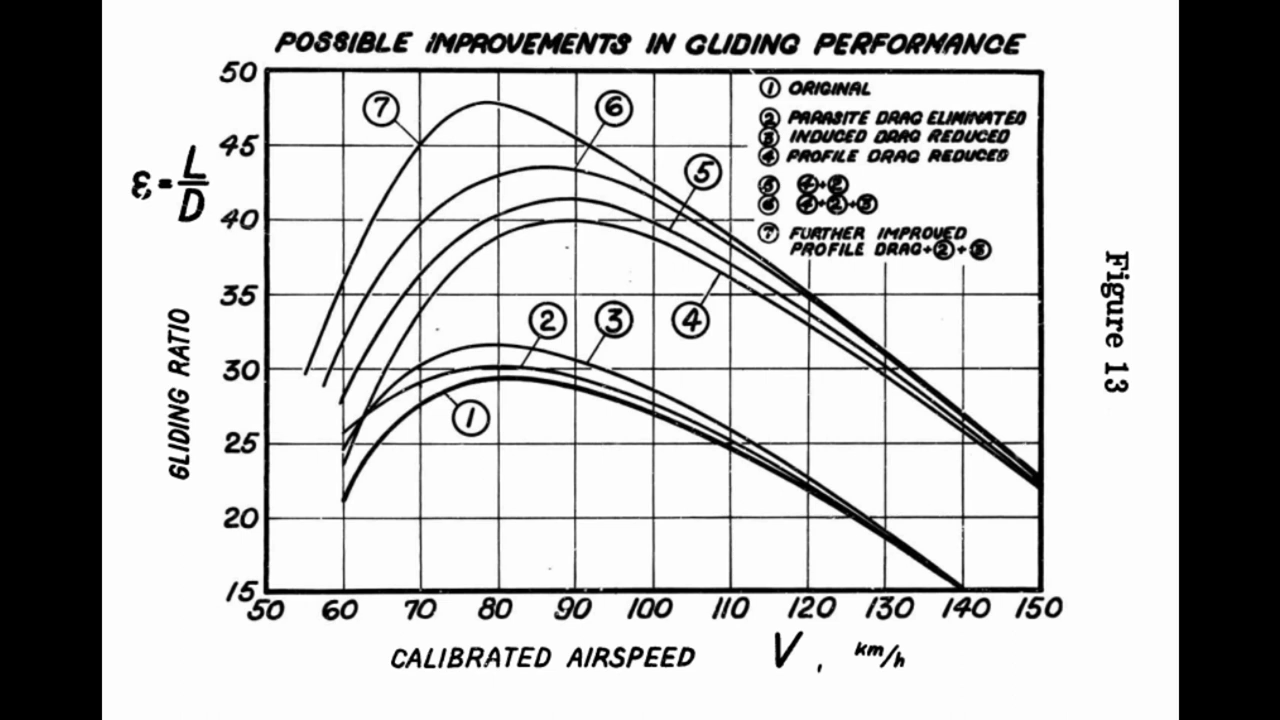 POSSIBLE IMPROVEMENTS IN GLIDING PERFORMANCE
50
45
40
35
30
25
20
15
ε, = L/D
GLIDING RATIO
7
6
5
4
3
2
1
① ORIGINAL
② PARASITE DRAG ELIMINATED
③ INDUCED DRAG REDUCED
④ PROFILE DRAG REDUCED
⑤ ④+②
⑥ ④+②+③
⑦ FURTHER IMPROVED
PROFILE DRAG+②+③
50 60 70 80 90 100 110 120 130 140 150
CALIBRATED AIRSPEED V, km/h
Figure 13